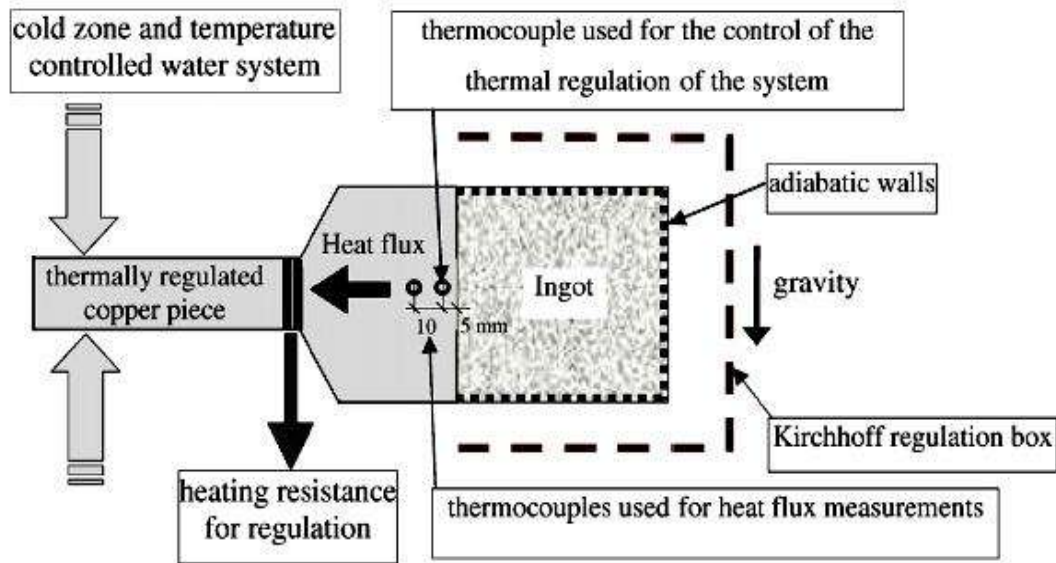 cold zone and temperature
controlled water system
thermocouple used for the control of the
thermal regulation of the system
adiabatic walls
Heat flux
thermally regulated
copper piece
Ingot
gravity
10
5 mm
Kirchhoff regulation box
heating resistance
for regulation
thermocouples used for heat flux measurements